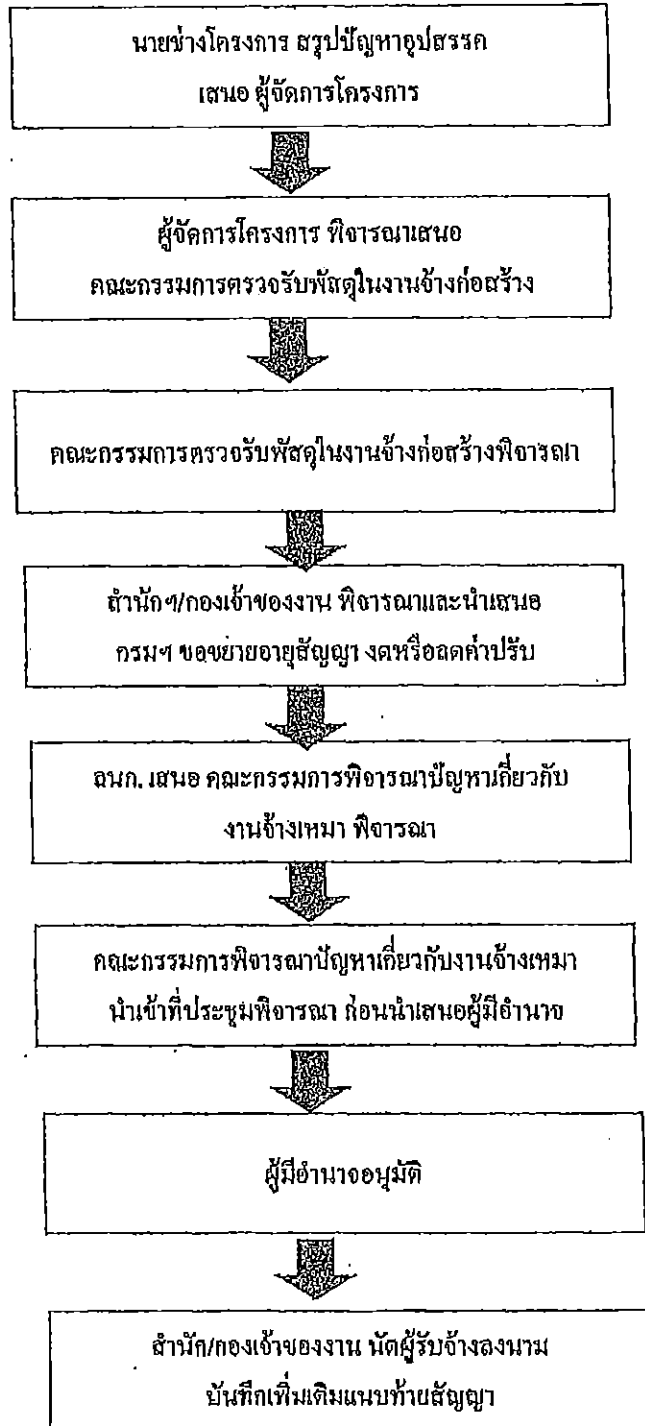 นายช่างโครงการ สรุปปัญหาอุปสรรค
เสนอ ผู้จัดการโครงการ
ผู้จัดการโครงการ พิจารณาเสนอ
คณะกรรมการตรวจรับพัสดุในงานจ้างก่อสร้าง
คณะกรรมการตรวจรับพัสดุในงานจ้างก่อสร้างพิจารณา
สำนักฯ/กองเจ้าของงาน พิจารณาและนำเสนอ
กรมฯ ขอขยายอายุสัญญา งดหรือลดค่าปรับ
ลนก. เสนอ คณะกรรมการพิจารณาปัญหาเกี่ยวกับ
งานจ้างเหมา พิจารณา
คณะกรรมการพิจารณาปัญหาเกี่ยวกับงานจ้างเหมา
นำเข้าที่ประชุมพิจารณา ก่อนนำเสนอผู้มีอำนาจ
ผู้มีอำนาจอนุมัติ
สำนัก/กองเจ้าของงาน นัดผู้รับจ้างลงนาม
บันทึกเพิ่มเติมแนบท้ายสัญญา